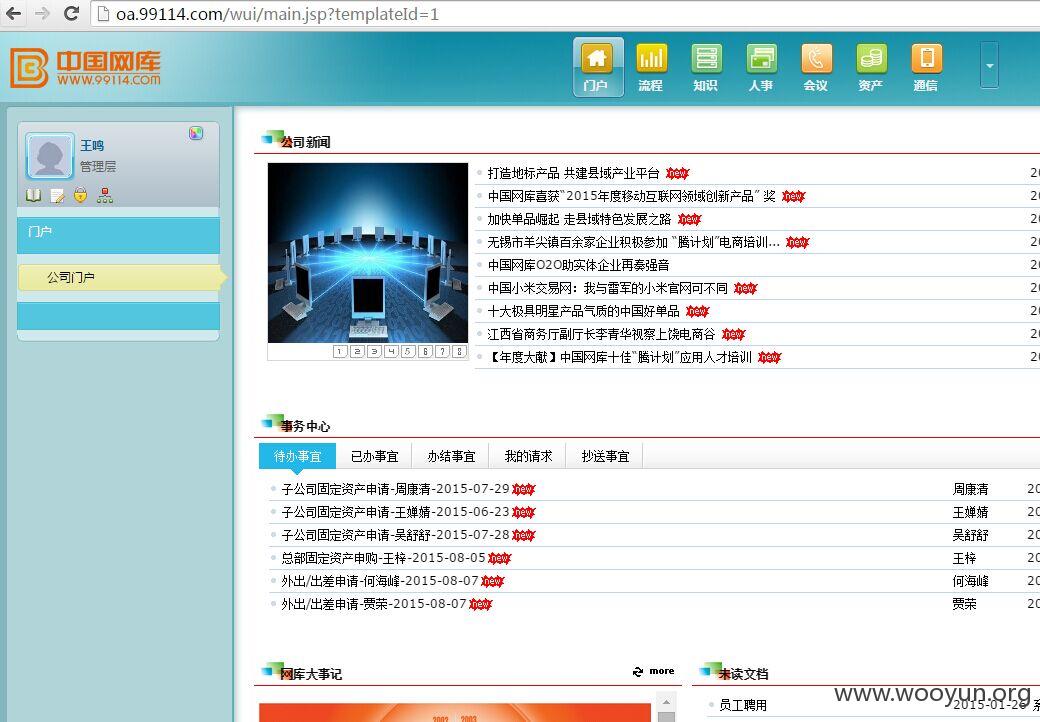 oa.99114.com/wui/main.jsp?templateId=1
中国网库
www.99114.com
门户 流程 知识 人事 会议 资产 通信
王鸣
管理层
门户
公司门户
公司新闻
打造地标产品 共建县域产业平台 new
中国网库喜获“2015年度移动互联网领域创新产品” 奖 new
加快单品崛起 走县域特色发展之路 new
无锡市羊尖镇百余家企业积极参加 “腾计划”电商培训... new
中国网库O2O助实体企业再奏强音
中国小米交易网：我与雷军的小米官网可不同 new
十大极具明星产品气质的中国好单品 new
江西省商务厅副厅长李青华视察上饶电商谷 new
【年度大献】中国网库十佳“腾计划”应用人才培训 new
1 2 3 4 5 6 7 8
事务中心
待办事宜 已办事宜 办结事宜 我的请求 抄送事宜
子公司固定资产申请-周康清-2015-07-29 new 周康清 20
子公司固定资产申请-王婵婧-2015-06-23 new 王婵婧 20
子公司固定资产申请-吴舒舒-2015-07-28 new 吴舒舒 20
总部固定资产申购-王梓-2015-08-05 new 王梓 20
外出/出差申请-何海峰-2015-08-07 new 何海峰 20
外出/出差申请-贾荣-2015-08-07 new 贾荣 20
网库大事记 more
2002 2003
未读文档
员工聘用 2015-01-26
www.wooyun.org